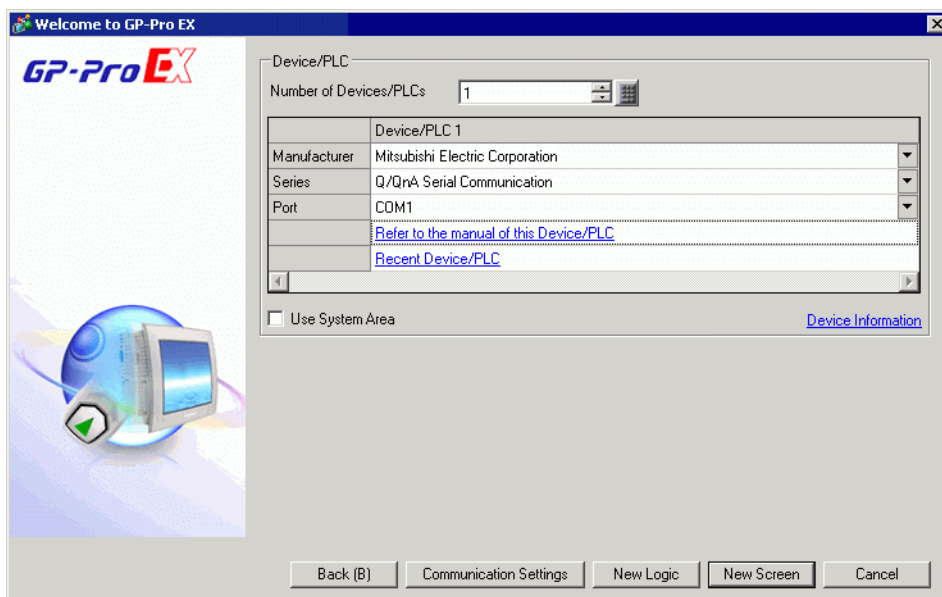 Welcome to GP-Pro EX
GP-Pro EX
Device/PLC
Number of Devices/PLCs 1
Device/PLC 1
Manufacturer Mitsubishi Electric Corporation
Series Q/QnA Serial Communication
Port COM1
Refer to the manual of this Device/PLC
Recent Device/PLC
Use System Area Device Information
Back (B) Communication Settings New Logic New Screen Cancel